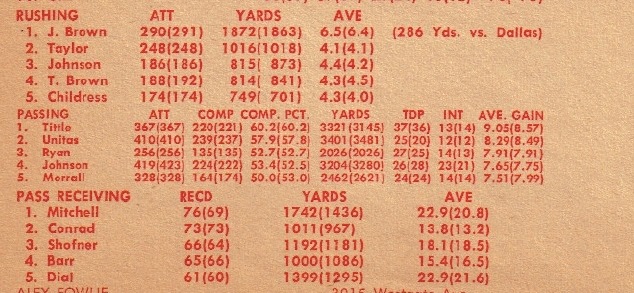 RUSHING ATT YARDS AVE
1. J. Brown 290(291) 1872(1863) 6.5(6.4) (286 Yds. vs. Dallas)
2. Taylor 248(248) 1016(1018) 4.1(4.1)
3. Johnson 186(186) 815( 873) 4.4(4.2)
4. T. Brown 188(192) 814( 841) 4.3(4.5)
5. Childress 174(174) 749( 701) 4.3(4.0)
PASSING ATT COMP COMP. PCT. YARDS TDP INT AVE. GAIN
1. Tittle 367(367) 220(221) 60.2(60.2) 3321(3145) 37(36) 13(14) 9.05(8.57)
2. Unitas 410(410) 239(237) 57.9(57.8) 3401(3481) 25(20) 12(12) 8.29(8.49)
3. Ryan 256(256) 135(135) 52.7(52.7) 2026(2026) 27(25) 14(13) 7.91(7.91)
4. Johnson 419(423) 224(222) 53.4(52.5) 3204(3280) 26(28) 23(21) 7.65(7.75)
5. Morrall 328(328) 164(174) 50.0(53.0) 2462(2621) 24(24) 14(14) 7.51(7.99)
PASS RECEIVING RECD YARDS AVE
1. Mitchell 76(69) 1742(1436) 22.9(20.8)
2. Conrad 73(73) 1011(967) 13.8(13.2)
3. Shofner 66(64) 1192(1181) 18.1(18.5)
4. Barr 65(66) 1000(1086) 15.4(16.5)
5. Dial 61(60) 1399(1295) 22.9(21.6)